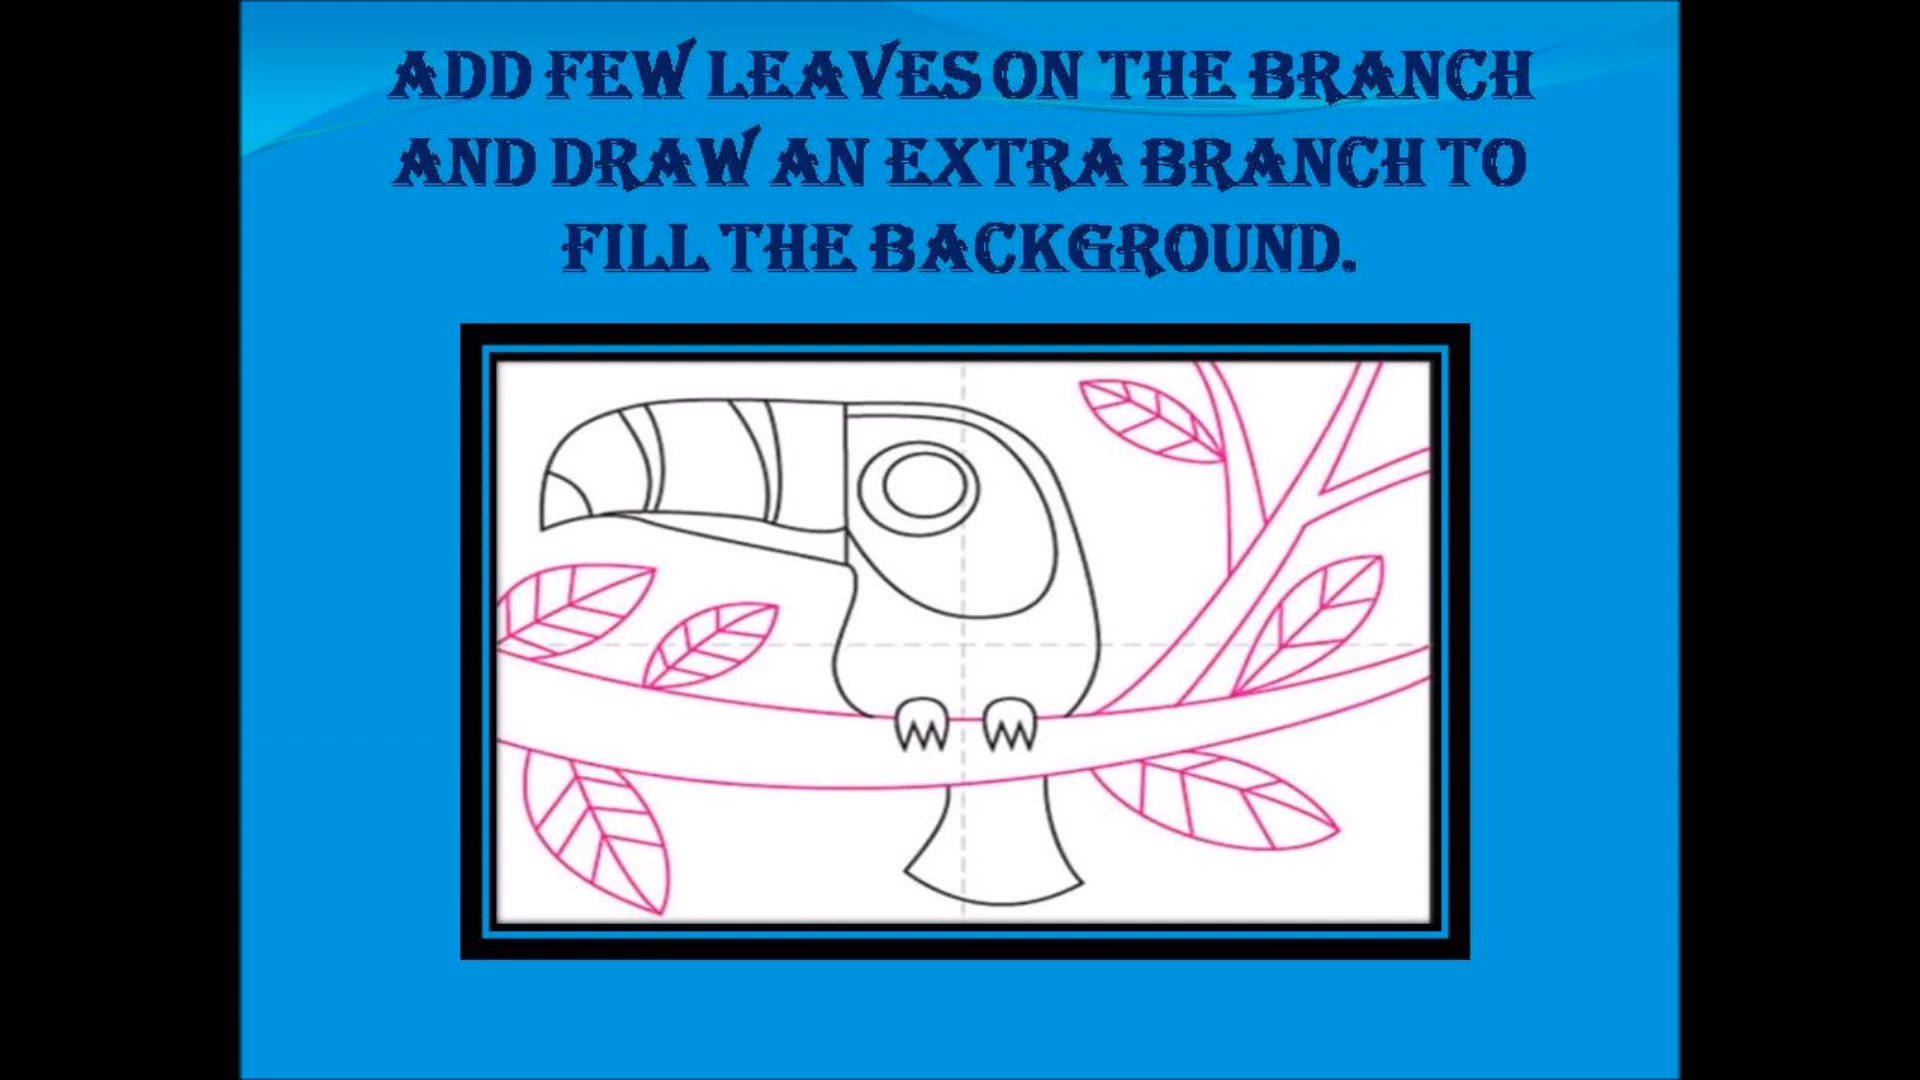 ADD FEW LEAVES ON THE BRANCH
AND DRAW AN EXTRA BRANCH TO
FILL THE BACKGROUND.